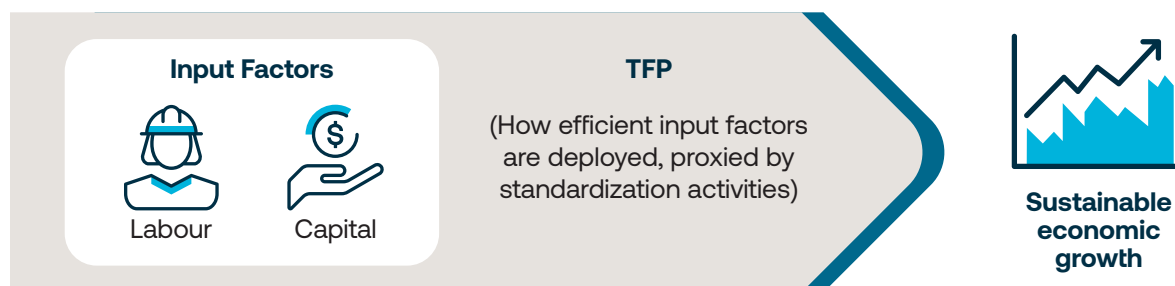 Input Factors
$
Labour
Capital
TFP
(How efficient input factors
are deployed, proxied by
standardization activities)
Sustainable
economic
growth